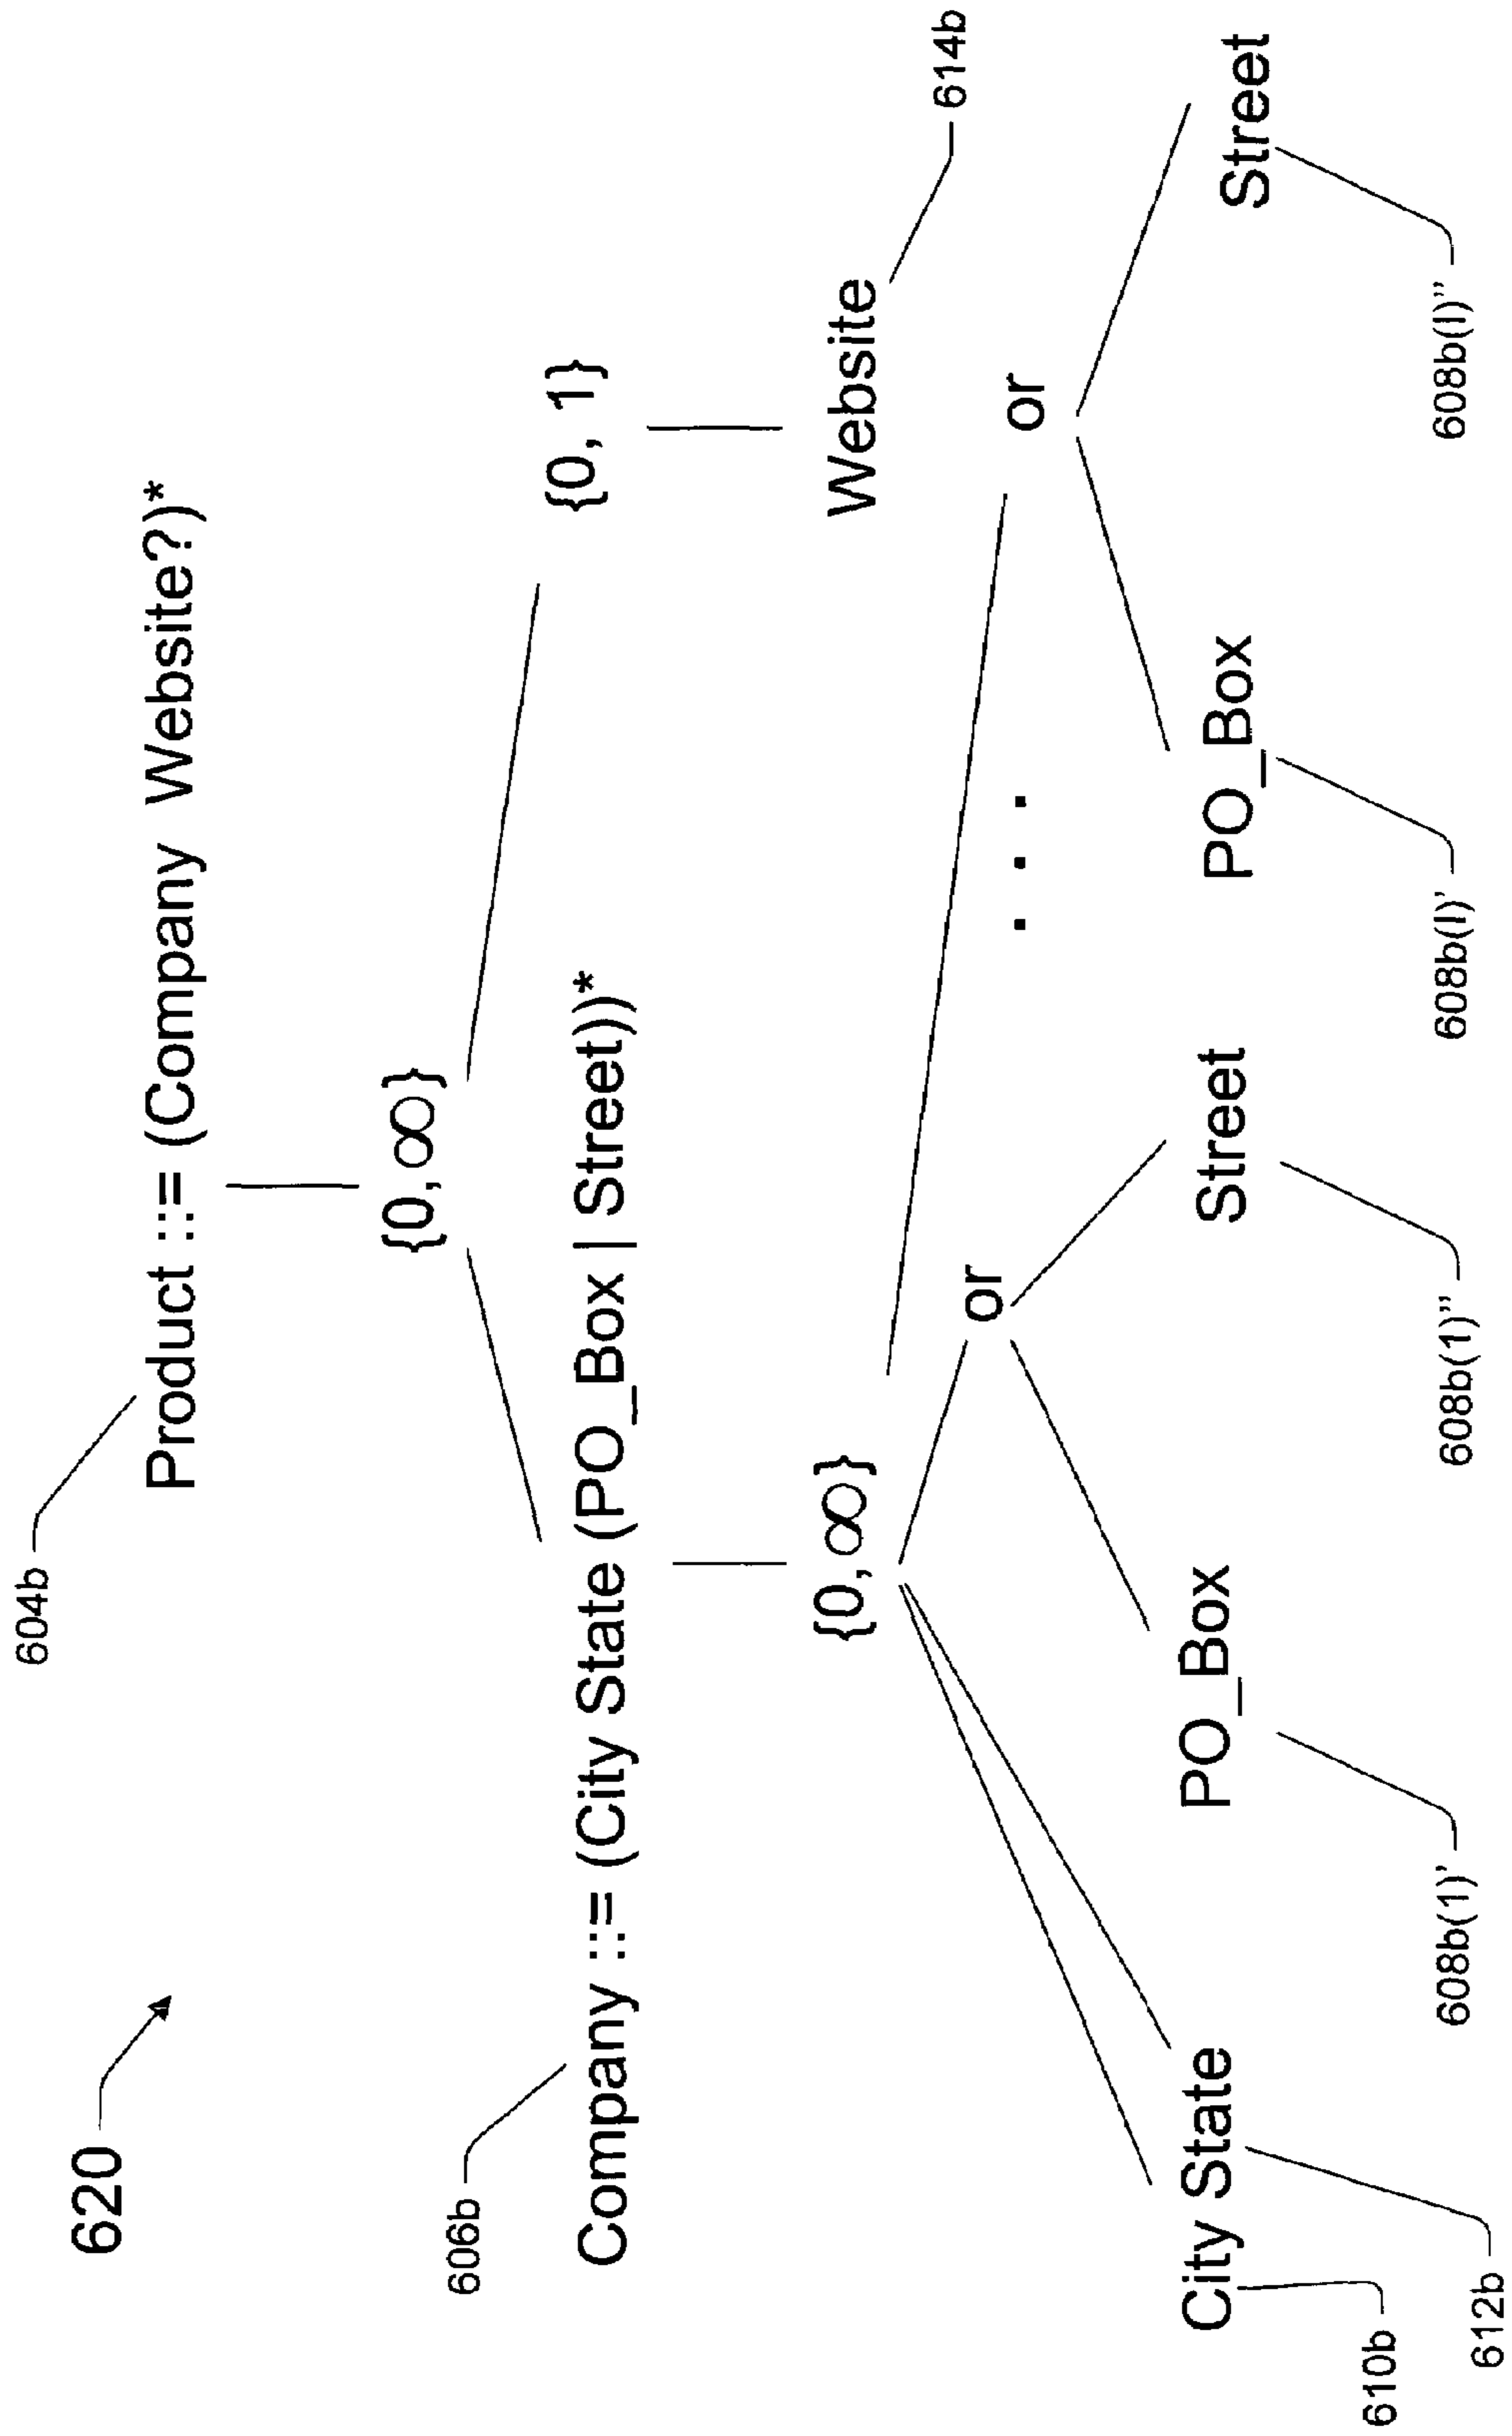 620
604b
Product ::= (Company Website?)*
{0,∞}
606b
Company ::= (City State (PO_Box | Street))*
{0, 1}
{0,∞}
Website
614b
or
. . .
or
City State
PO_Box
Street
PO_Box
Street
610b
612b
608b(1)'
608b(1)"
608b(l)'
608b(l)"